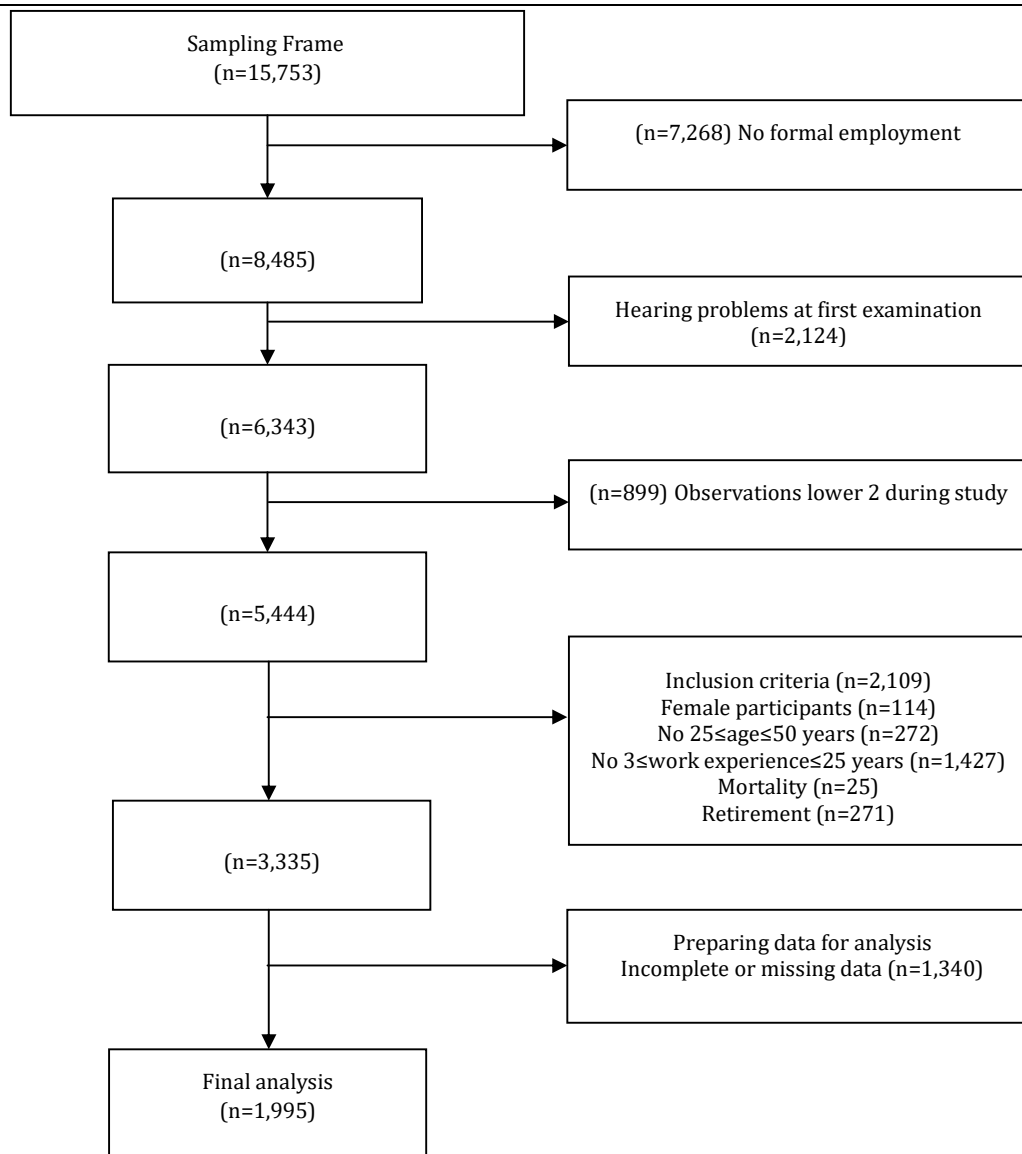 Sampling Frame
(n=15,753)
(n=7,268) No formal employment
(n=8,485)
Hearing problems at first examination
(n=2,124)
(n=6,343)
(n=899) Observations lower 2 during study
(n=5,444)
Inclusion criteria (n=2,109)
Female participants (n=114)
No 25≤age≤50 years (n=272)
No 3≤work experience≤25 years (n=1,427)
Mortality (n=25)
Retirement (n=271)
(n=3,335)
Preparing data for analysis
Incomplete or missing data (n=1,340)
Final analysis
(n=1,995)